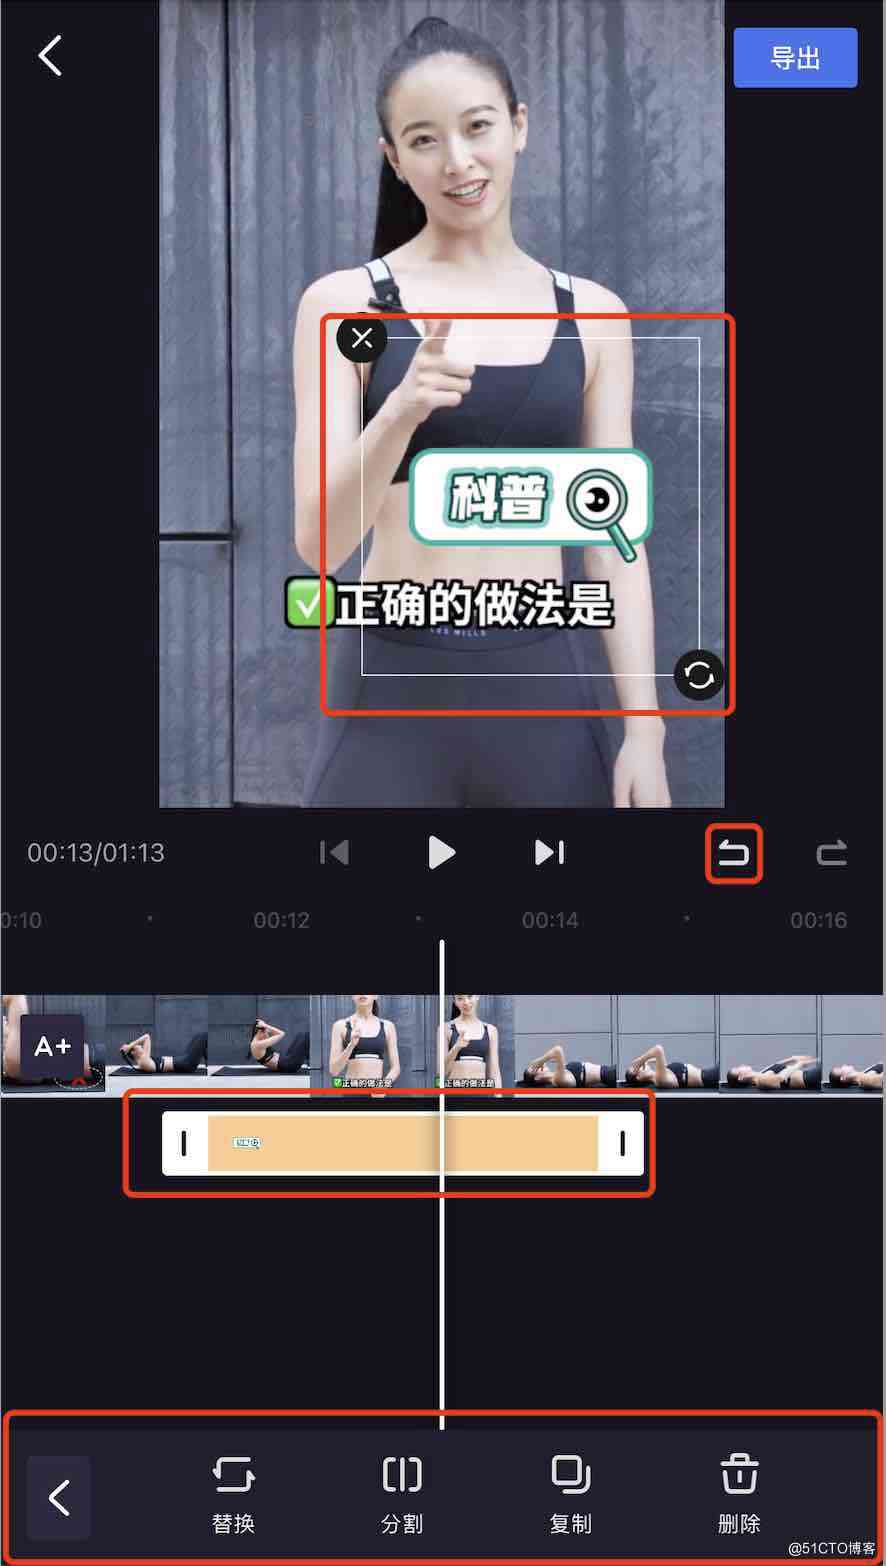 导出
科普
✅正确的做法是
LES MILLS
00:13/01:13
0:10
00:12
00:14
00:16
A+
✅正确的做法是
✅正确的做法是
替换
分割
复制
删除
@51CTO博客